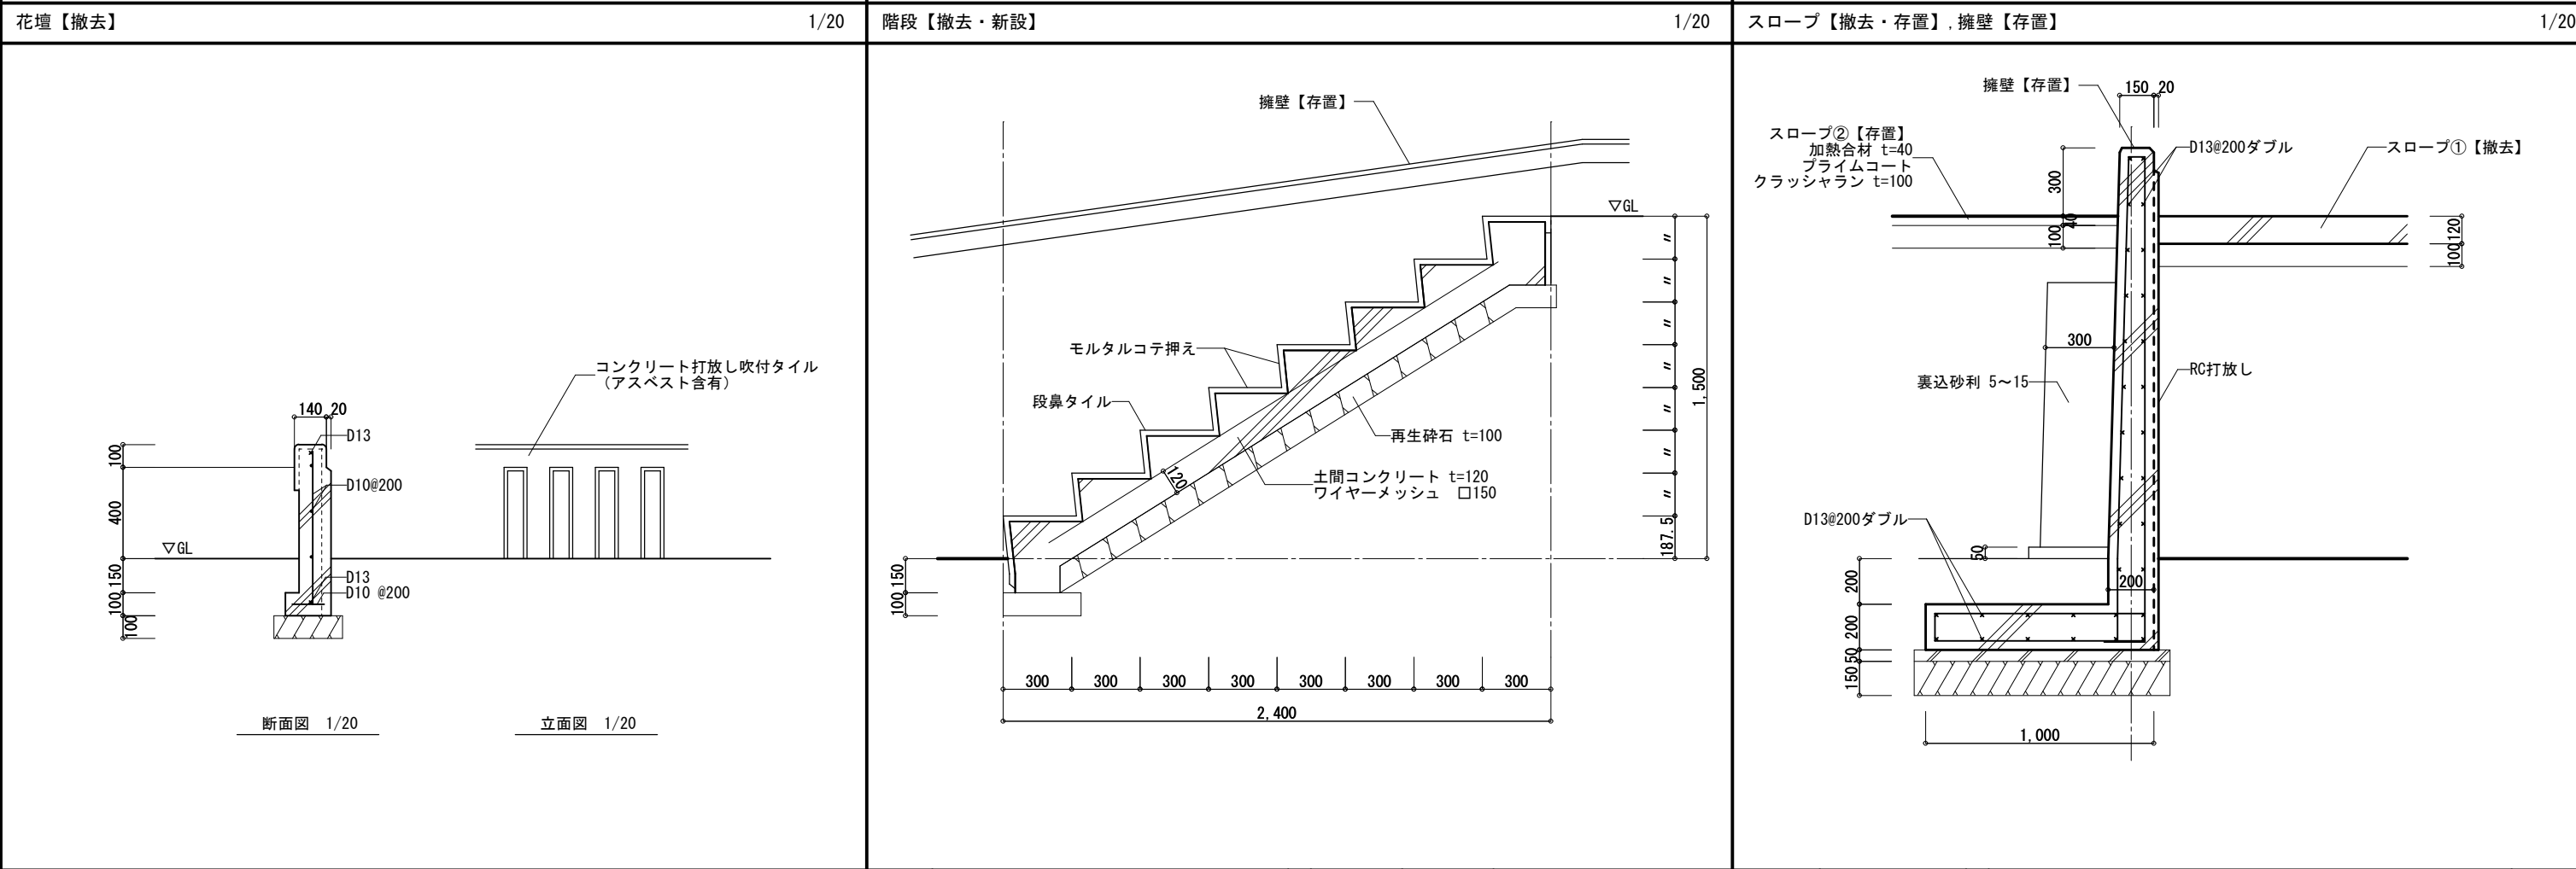 花壇【撤去】 1/20
140 20
D13
D10@200
D13
D10 @200
100
400
150
100
100
▽GL
コンクリート打放し吹付タイル
(アスベスト含有)
断面図 1/20
立面図 1/20
階段【撤去・新設】 1/20
擁壁【存置】
▽GL
モルタルコテ押え
段鼻タイル
再生砕石 t=100
土間コンクリート t=120
ワイヤーメッシュ □150
120
〃
〃
〃
〃
〃
〃
〃
187.5
1,500
150
100
300 300 300 300 300 300 300 300
2,400
スロープ【撤去・存置】,擁壁【存置】 1/20
擁壁【存置】
150 20
スロープ②【存置】
加熱合材 t=40
プライムコート
クラッシャラン t=100
D13@200ダブル
スロープ①【撤去】
300
40
100
120
100
300
裏込砂利 5～15
RC打放し
D13@200ダブル
50
200
200
200
50
150
1,000